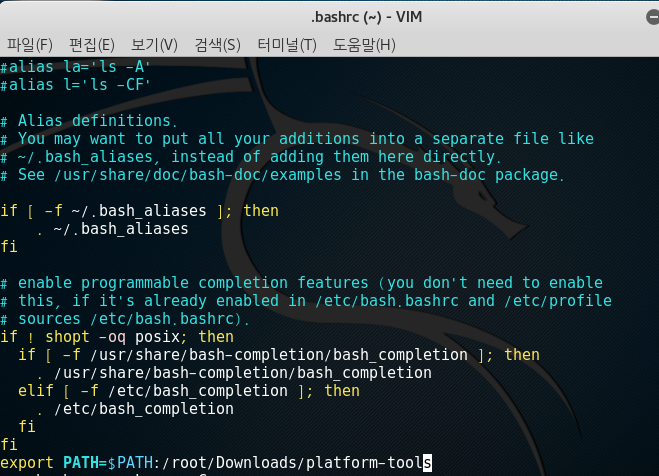 .bashrc (~) - VIM
파일(F) 편집(E) 보기(V) 검색(S) 터미널(T) 도움말(H)
#alias la='ls -A'
#alias l='ls -CF'
# Alias definitions.
# You may want to put all your additions into a separate file like
# ~/.bash_aliases, instead of adding them here directly.
# See /usr/share/doc/bash-doc/examples in the bash-doc package.
if [ -f ~/.bash_aliases ]; then
    . ~/.bash_aliases
fi
# enable programmable completion features (you don't need to enable
# this, if it's already enabled in /etc/bash.bashrc and /etc/profile
# sources /etc/bash.bashrc).
if ! shopt -oq posix; then
  if [ -f /usr/share/bash-completion/bash_completion ]; then
    . /usr/share/bash-completion/bash_completion
  elif [ -f /etc/bash_completion ]; then
    . /etc/bash_completion
  fi
fi
export PATH=$PATH:/root/Downloads/platform-tools